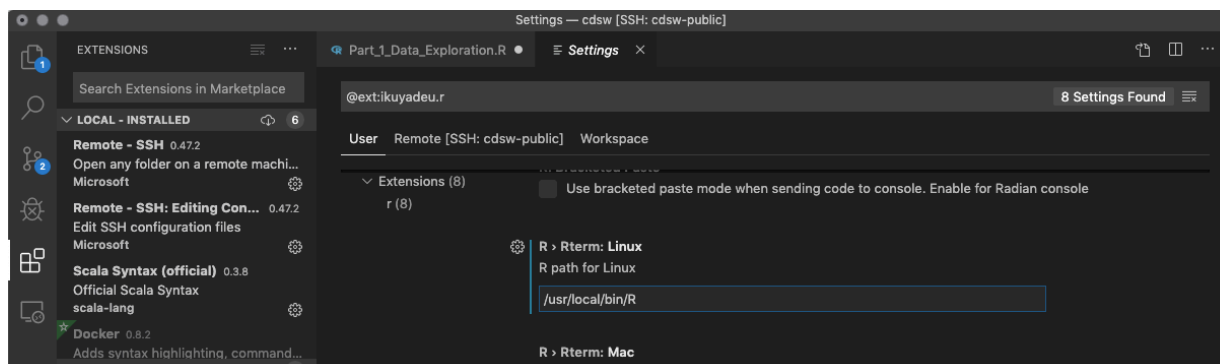 Settings — cdsw [SSH: cdsw-public]
EXTENSIONS
Part_1_Data_Exploration.R
Settings
1
Search Extensions in Marketplace
@ext:ikuyadeu.r
8 Settings Found
LOCAL - INSTALLED
6
User Remote [SSH: cdsw-public] Workspace
Remote - SSH 0.47.2
Open any folder on a remote machi...
Microsoft
2
Extensions (8)
r (8)
Use bracketed paste mode when sending code to console. Enable for Radian console
Remote - SSH: Editing Con... 0.47.2
Edit SSH configuration files
Microsoft
R › Rterm: Linux
R path for Linux
/usr/local/bin/R
Scala Syntax (official) 0.3.8
Official Scala Syntax
scala-lang
Docker 0.8.2
Adds syntax highlighting, command...
R › Rterm: Mac